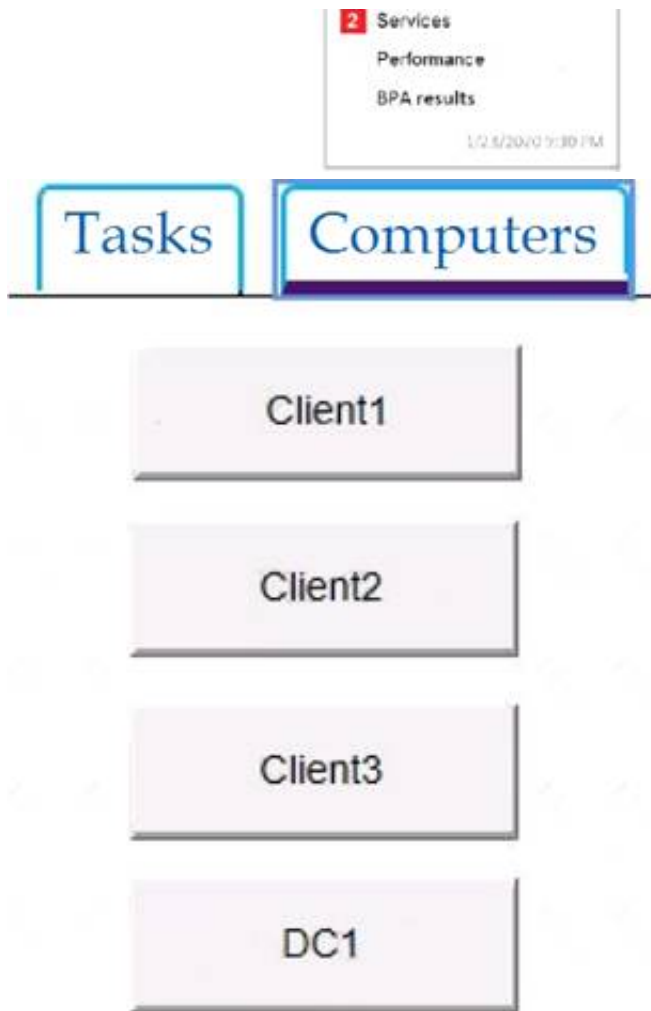 2 Services
Performance
BPA results
Tasks Computers
Client1
Client2
Client3
DC1